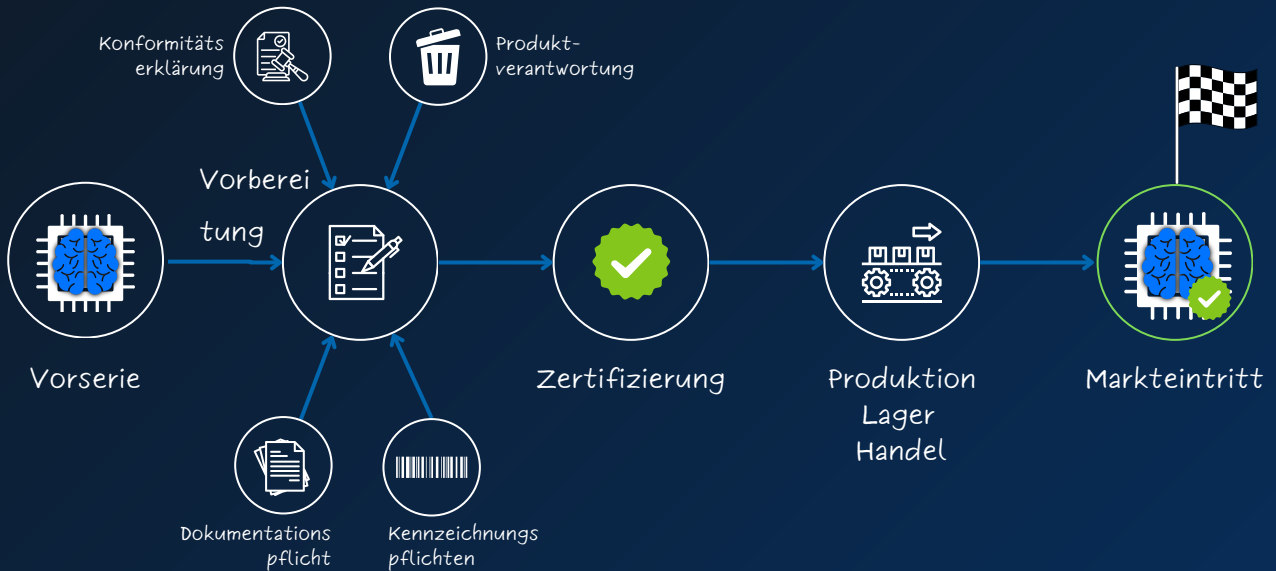 Konformitäts
erklärung
Produkt-
verantwortung
Vorberei
tung
Vorserie
Zertifizierung
Produktion
Lager
Handel
Markteintritt
Dokumentations
pflicht
Kennzeichnungs
pflichten